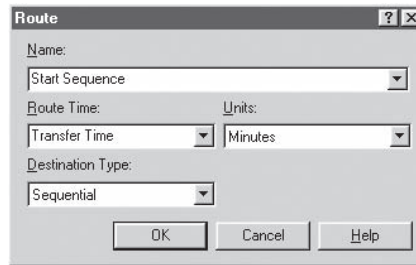 Route
Name:
Start Sequence
Route Time: Units:
Transfer Time Minutes
Destination Type:
Sequential
OK Cancel Help